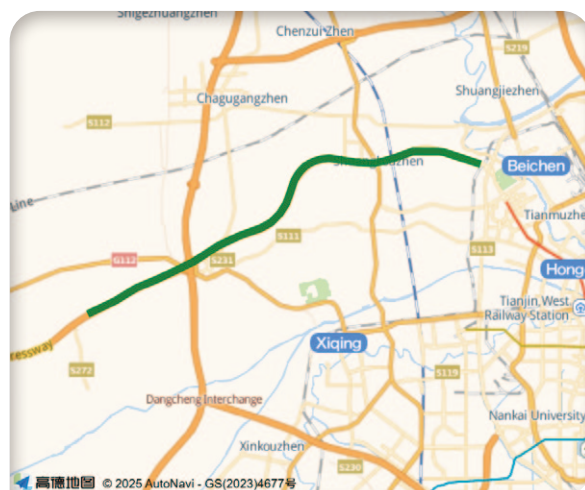 Shigezhuangzhen
Chenzui Zhen
S219
Chagugangzhen
Shuangjiezhen
S112
Beichen
Line
Tianmuzhe
S111
S113
G112
S231
Hong
Tianjin West
Railway Station
Xiqing
ressway
S272
S119
Dangcheng Interchange
Nankai University
Xinkouzhen
S230
高德地图 © 2025 AutoNavi - GS(2023)4677号